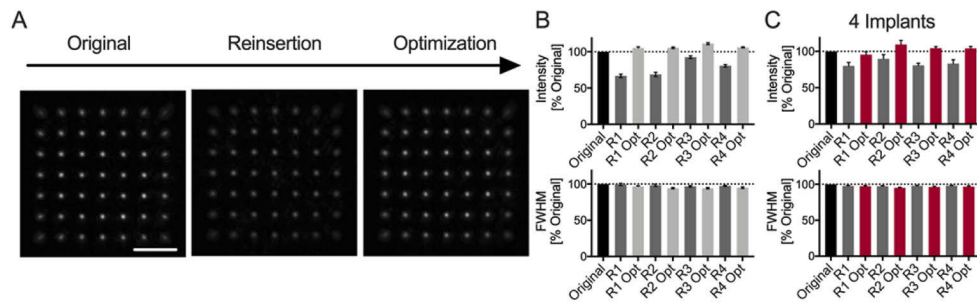 A
Original
Reinsertion
Optimization
B
Intensity
[% Original]
100
50
0
Original
R1
R1 Opt
R2
R2 Opt
R3
R3 Opt
R4
R4 Opt
FWHM
[% Original]
100
50
0
Original
R1
R1 Opt
R2
R2 Opt
R3
R3 Opt
R4
R4 Opt
C
4 Implants
Intensity
[% Original]
100
50
0
Original
R1
R1 Opt
R2
R2 Opt
R3
R3 Opt
R4
R4 Opt
FWHM
[% Original]
100
50
0
Original
R1
R1 Opt
R2
R2 Opt
R3
R3 Opt
R4
R4 Opt